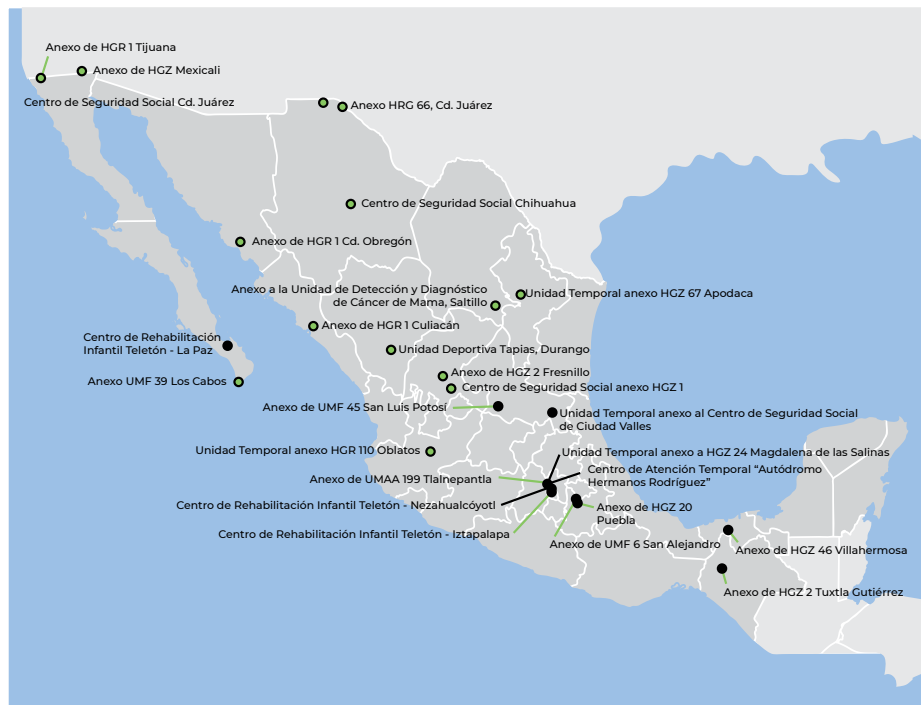 Anexo de HGR 1 Tijuana
Anexo de HGZ Mexicali
Centro de Seguridad Social Cd. Juárez
Anexo HRG 66, Cd. Juárez
Centro de Seguridad Social Chihuahua
Anexo de HGR 1 Cd. Obregón
Anexo a la Unidad de Detección y Diagnóstico
de Cáncer de Mama, Saltillo
Unidad Temporal anexo HGZ 67 Apodaca
Anexo de HGR 1 Culiacán
Centro de Rehabilitación
Infantil Teletón - La Paz
Unidad Deportiva Tapias, Durango
Anexo de HGZ 2 Fresnillo
Anexo UMF 39 Los Cabos
Centro de Seguridad Social anexo HGZ 1
Anexo de UMF 45 San Luis Potosí
Unidad Temporal anexo al Centro de Seguridad Social
de Ciudad Valles
Unidad Temporal anexo HGR 110 Oblatos
Unidad Temporal anexo a HGZ 24 Magdalena de las Salinas
Anexo de UMAA 199 Tlalnepantla
Centro de Atención Temporal “Autódromo
Hermanos Rodríguez”
Centro de Rehabilitación Infantil Teletón - Nezahualcóyotl
Anexo de HGZ 20
Puebla
Centro de Rehabilitación Infantil Teletón - Iztapalapa
Anexo de UMF 6 San Alejandro
Anexo de HGZ 46 Villahermosa
Anexo de HGZ 2 Tuxtla Gutiérrez